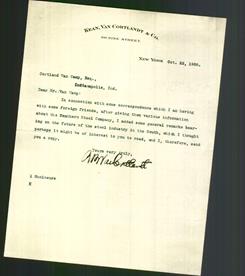 Kean, Van Cortlandt & Co.
New York Oct. 22, 1920.
Cortland Van Camp, Esq.,
Indianapolis, Ind.
Dear Mr. Van Camp:
In connection with some correspondence which I am having
with some foreign friends, after giving them various information
about the Southern Steel Company, I added some general remarks bear-
ing on the future of the steel industry in the South, which I thought
perhaps it might be of interest to you to read, and I, therefore, send
you a copy.
Yours very truly,